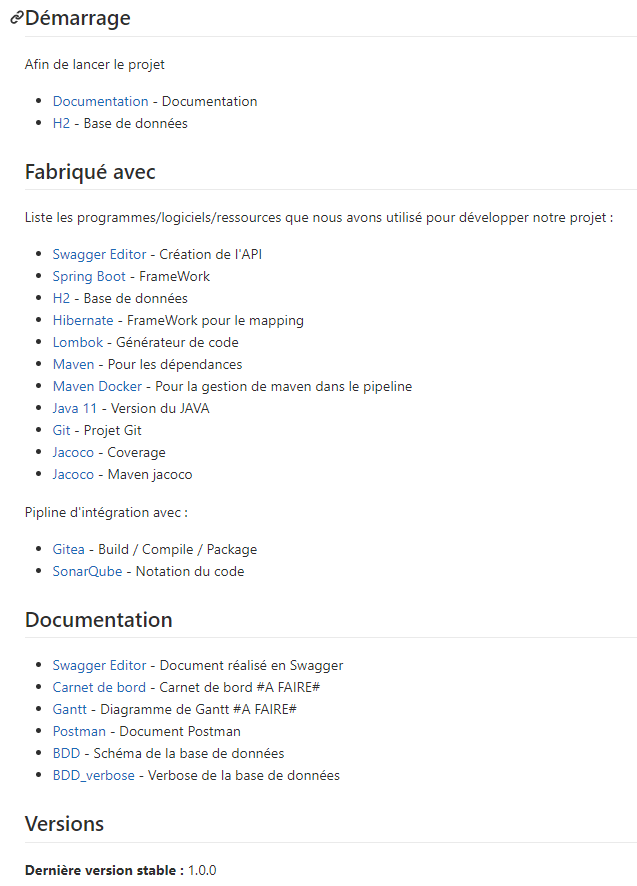 Démarrage
Afin de lancer le projet
Documentation - Documentation
H2 - Base de données
Fabriqué avec
Liste les programmes/logiciels/ressources que nous avons utilisé pour développer notre projet :
Swagger Editor - Création de l'API
Spring Boot - FrameWork
H2 - Base de données
Hibernate - FrameWork pour le mapping
Lombok - Générateur de code
Maven - Pour les dépendances
Maven Docker - Pour la gestion de maven dans le pipeline
Java 11 - Version du JAVA
Git - Projet Git
Jacoco - Coverage
Jacoco - Maven jacoco
Pipline d'intégration avec :
Gitea - Build / Compile / Package
SonarQube - Notation du code
Documentation
Swagger Editor - Document réalisé en Swagger
Carnet de bord - Carnet de bord #A FAIRE#
Gantt - Diagramme de Gantt #A FAIRE#
Postman - Document Postman
BDD - Schéma de la base de données
BDD_verbose - Verbose de la base de données
Versions
Dernière version stable : 1.0.0